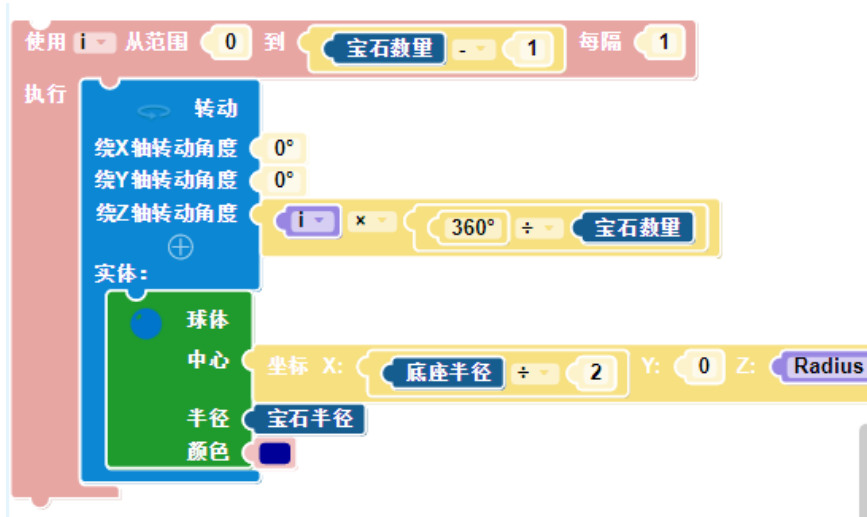 使用 i 从范围 0 到 宝石数量 - 1 每隔 1
执行
转动
绕X轴转动角度 0°
绕Y轴转动角度 0°
绕Z轴转动角度 i × 360° ÷ 宝石数量
实体：
球体
中心 坐标 X: 底座半径 ÷ 2 Y: 0 Z: Radius
半径 宝石半径
颜色